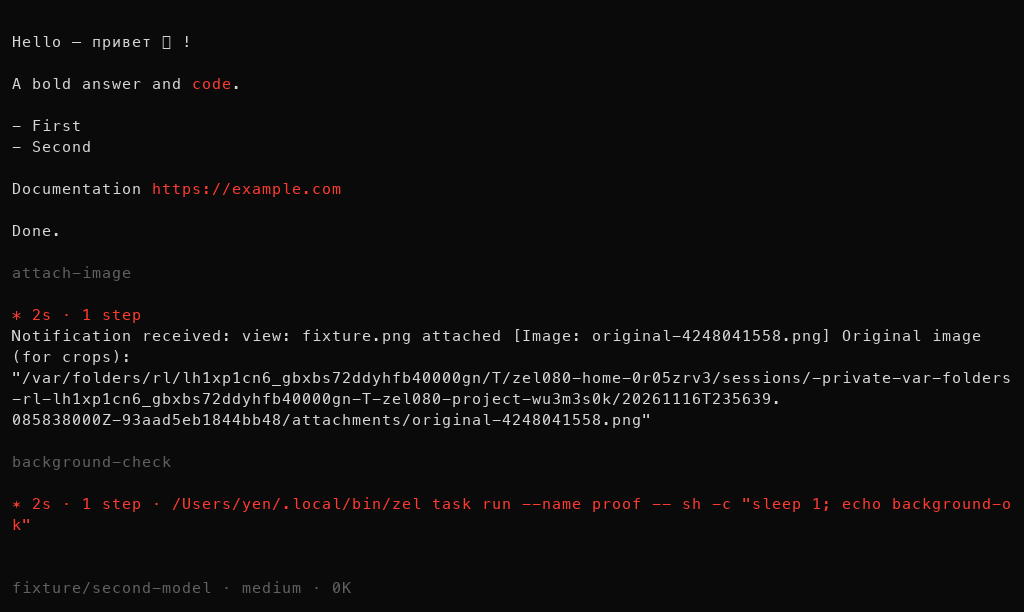 Hello — привет !
A bold answer and code.
- First
- Second
Documentation https://example.com
Done.
attach-image
✶ 2s · 1 step
Notification received: view: fixture.png attached [Image: original-4248041558.png] Original image
(for crops):
"/var/folders/rl/lh1xp1cn6_gbxbs72ddyhfb40000gn/T/zel080-home-0r05zrv3/sessions/-private-var-folders
-rl-lh1xp1cn6_gbxbs72ddyhfb40000gn-T-zel080-project-wu3m3s0k/20261116T235639.
085838000Z-93aad5eb1844bb48/attachments/original-4248041558.png"
background-check
✶ 2s · 1 step · /Users/yen/.local/bin/zel task run --name proof -- sh -c "sleep 1; echo background-o
k"
fixture/second-model · medium · 0K